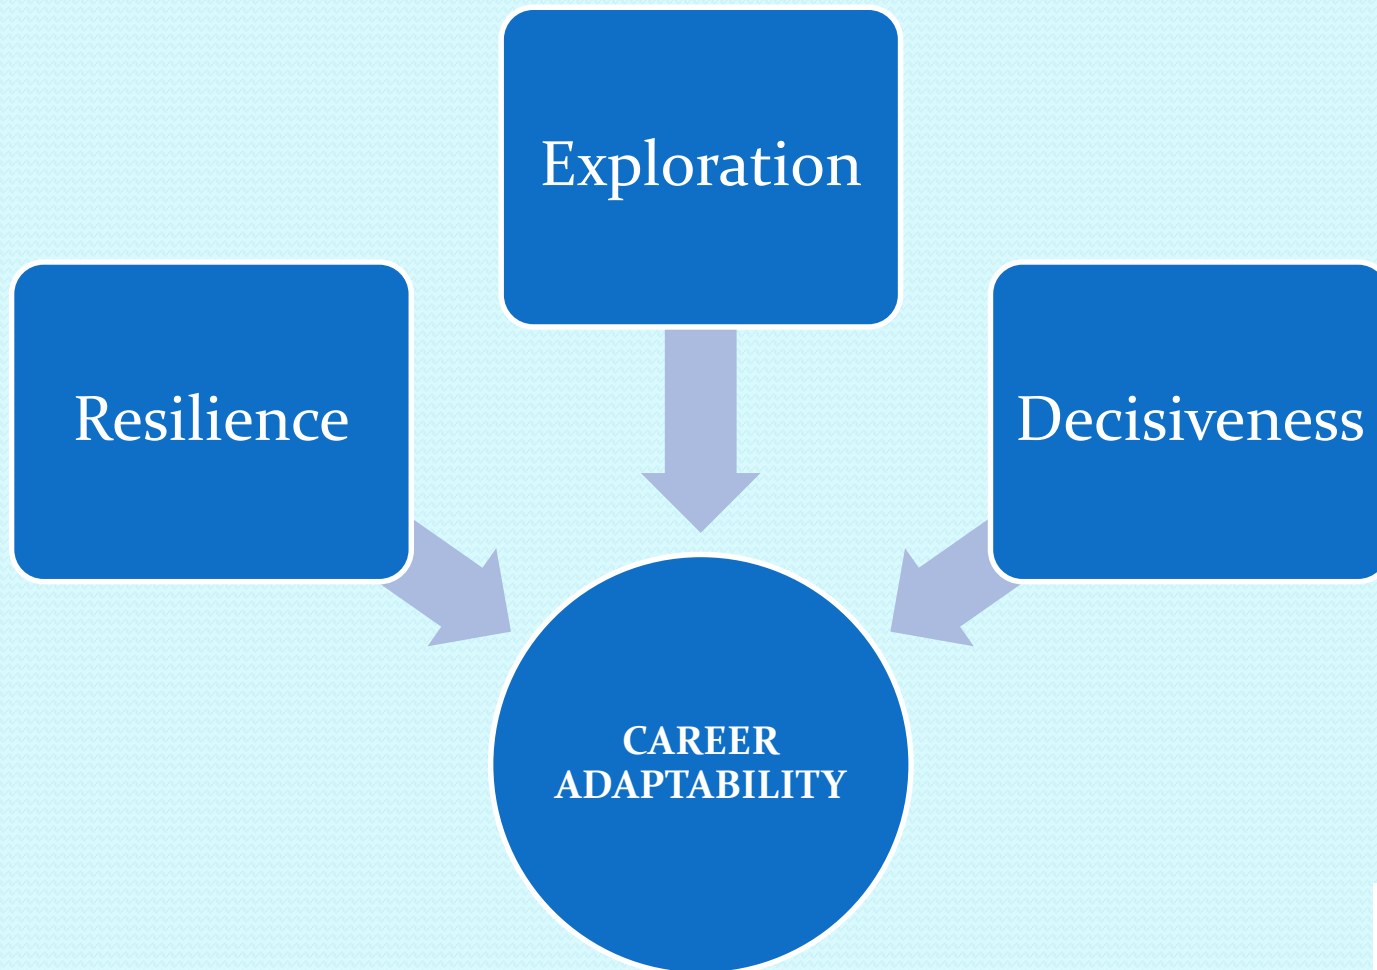 Exploration
Resilience
Decisiveness
CAREER
ADAPTABILITY